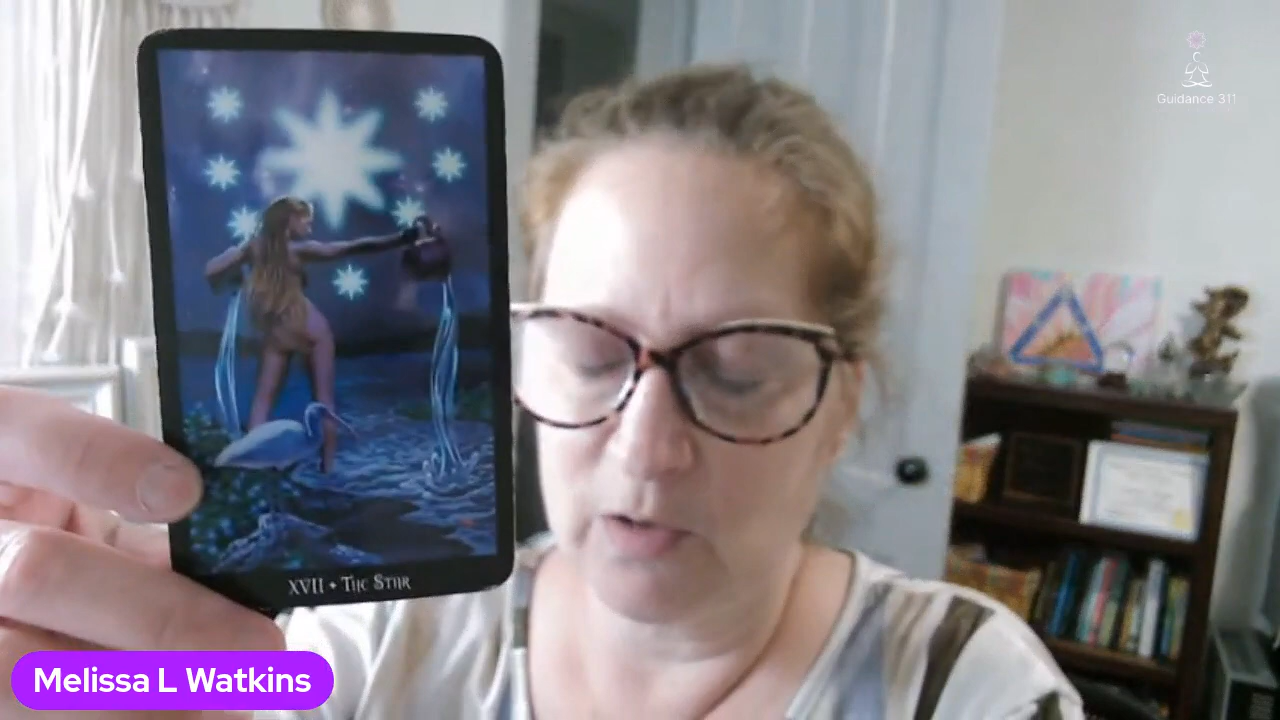 Guidance 311
XVII • The Star
Melissa L Watkins